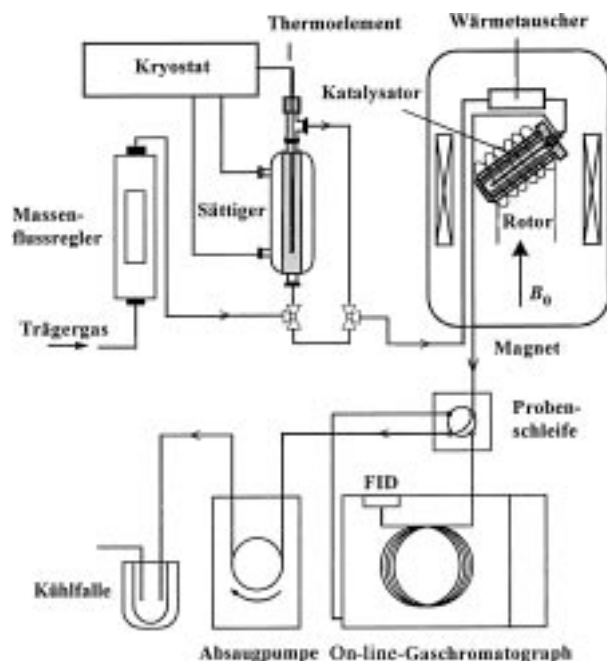 Thermoelement
Wärmetauscher
Kryostat
Katalysator
Massen-
flussregler
Sättiger
Rotor
B₀
Trägergas
Magnet
Proben-
schleife
FID
Kühlfalle
Absaugpumpe
On-line-Gaschromatograph